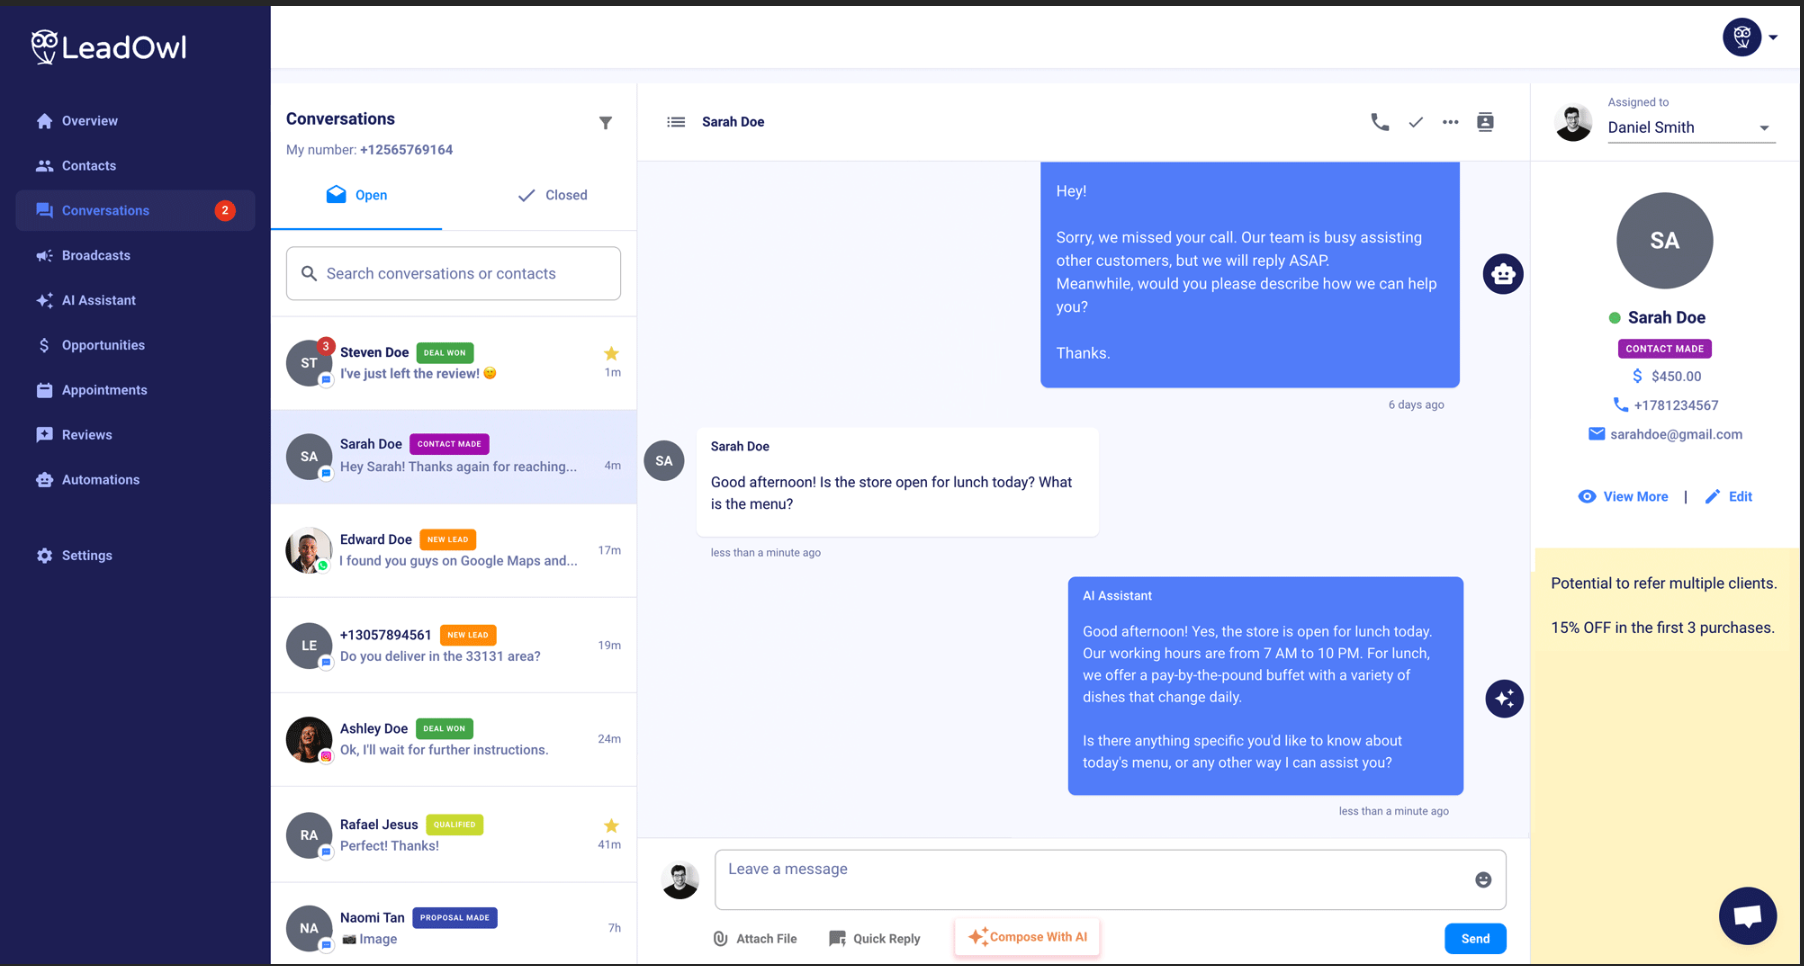 LeadOwl
Overview
Contacts
Conversations 2
Broadcasts
AI Assistant
Opportunities
Appointments
Reviews
Automations
Settings
Conversations
My number: +12565769164
Open
Closed
Search conversations or contacts
ST
3
Steven Doe DEAL WON
I've just left the review! 😊
1m
SA
Sarah Doe CONTACT MADE
Hey Sarah! Thanks again for reaching...
4m
Edward Doe NEW LEAD
I found you guys on Google Maps and...
17m
LE
+13057894561 NEW LEAD
Do you deliver in the 33131 area?
19m
Ashley Doe DEAL WON
Ok, I'll wait for further instructions.
24m
RA
Rafael Jesus QUALIFIED
Perfect! Thanks!
41m
NA
Naomi Tan PROPOSAL MADE
📷 Image
7h
Sarah Doe
Hey!
Sorry, we missed your call. Our team is busy assisting
other customers, but we will reply ASAP.
Meanwhile, would you please describe how we can help
you?
Thanks.
6 days ago
SA
Sarah Doe
Good afternoon! Is the store open for lunch today? What
is the menu?
less than a minute ago
AI Assistant
Good afternoon! Yes, the store is open for lunch today.
Our working hours are from 7 AM to 10 PM. For lunch,
we offer a pay-by-the-pound buffet with a variety of
dishes that change daily.
Is there anything specific you'd like to know about
today's menu, or any other way I can assist you?
less than a minute ago
Leave a message
Attach File
Quick Reply
Compose With AI
Send
Assigned to
Daniel Smith
SA
Sarah Doe
CONTACT MADE
$ $450.00
+1781234567
sarahdoe@gmail.com
View More | Edit
Potential to refer multiple clients.
15% OFF in the first 3 purchases.